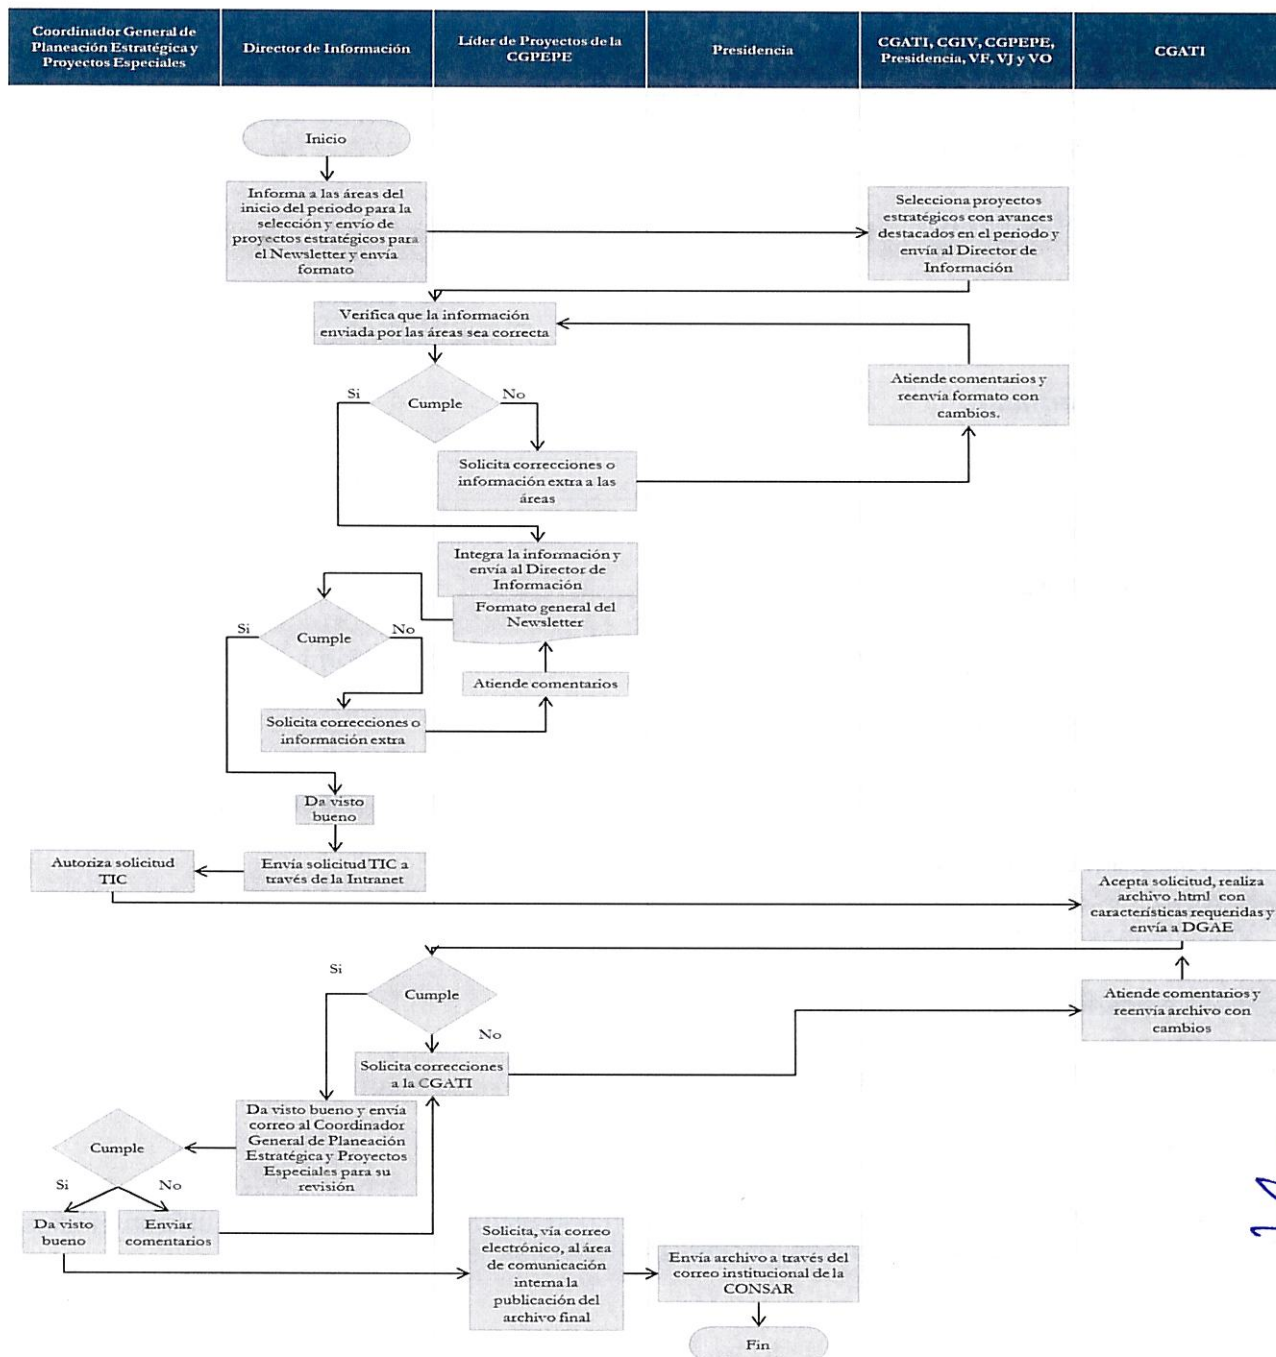 Coordinador General de
Planeación Estratégica y
Proyectos Especiales
Director de Información
Líder de Proyectos de la
CGPEPE
Presidencia
CGATI, CGIV, CGPEPE,
Presidencia, VF, VJ y VO
CGATI
Inicio
Informa a las áreas del
inicio del periodo para la
selección y envío de
proyectos estratégicos para
el Newsletter y envía
formato
Selecciona proyectos
estratégicos con avances
destacados en el periodo y
envía al Director de
Información
Verifica que la información
enviada por las áreas sea correcta
Atiende comentarios y
reenvía formato con
cambios.
Si
Cumple
No
Solicita correcciones o
información extra a las
áreas
Integra la información y
envía al Director de
Información
Formato general del
Newsletter
Si
Cumple
No
Atiende comentarios
Solicita correcciones o
información extra
Da visto
bueno
Autoriza solicitud
TIC
Envía solicitud TIC a
través de la Intranet
Acepta solicitud, realiza
archivo .html con
características requeridas y
envía a DGAE
Si
Cumple
No
Atiende comentarios y
reenvía archivo con
cambios
Solicita correcciones
a la CGATI
Da visto bueno y envía
correo al Coordinador
General de Planeación
Estratégica y Proyectos
Especiales para su
revisión
Cumple
Si
No
Da visto
bueno
Enviar
comentarios
Solicita, vía correo
electrónico, al área
de comunicación
interna la
publicación del
archivo final
Envía archivo a través del
correo institucional de la
CONSAR
Fin